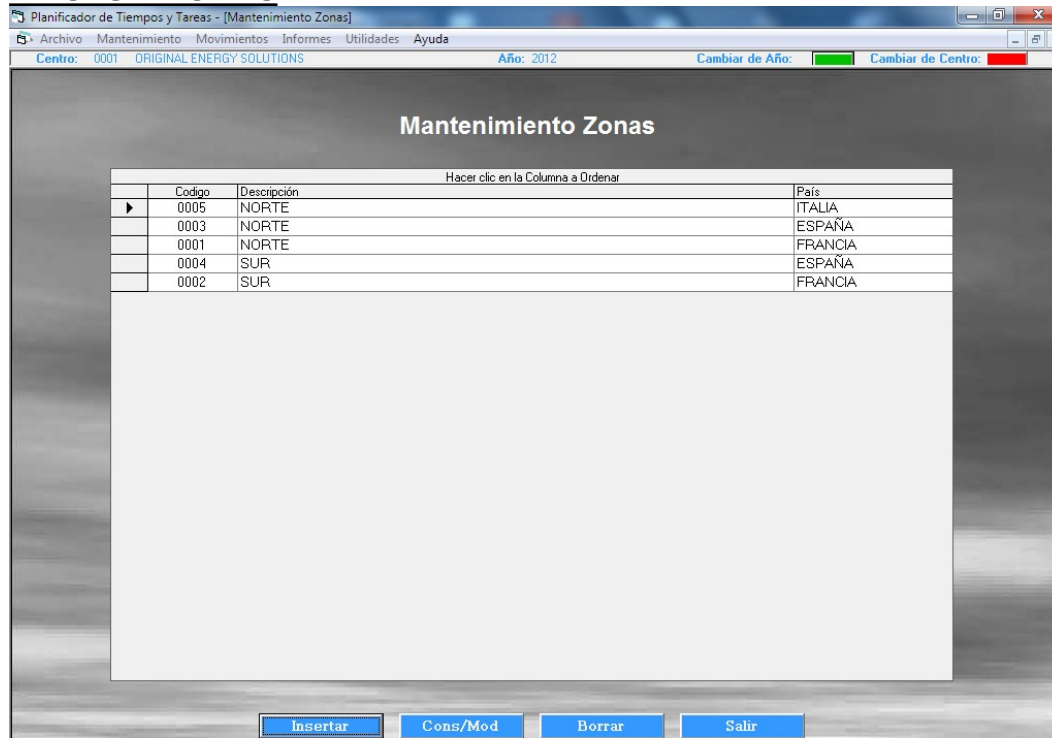 Planificador de Tiempos y Tareas - [Mantenimiento Zonas]
Archivo Mantenimiento Movimientos Informes Utilidades Ayuda
Centro: 0001 ORIGINAL ENERGY SOLUTIONS Año: 2012 Cambiar de Año: Cambiar de Centro:
Mantenimiento Zonas
Hacer clic en la Columna a Ordenar
Codigo Descripción País
0005 NORTE ITALIA
0003 NORTE ESPAÑA
0001 NORTE FRANCIA
0004 SUR ESPAÑA
0002 SUR FRANCIA
Insertar Cons/Mod Borrar Salir